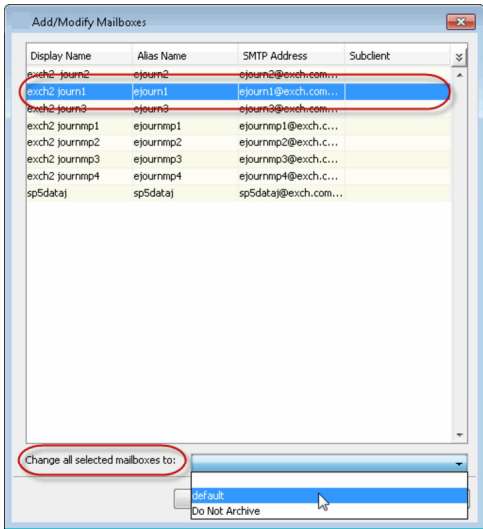 Add/Modify Mailboxes
Display Name Alias Name SMTP Address Subclient
exch2 journ2 ejourn2 ejourn2@exch.com...
exch2 journ1 ejourn1 ejourn1@exch.com...
exch2 journ3 ejourn3 ejourn3@exch.com...
exch2 journmp1 ejournmp1 ejournmp1@exch.c...
exch2 journmp2 ejournmp2 ejournmp2@exch.c...
exch2 journmp3 ejournmp3 ejournmp3@exch.c...
exch2 journmp4 ejournmp4 ejournmp4@exch.c...
sp5dataj sp5dataj sp5dataj@exch.com...
Change all selected mailboxes to:
default
Do Not Archive